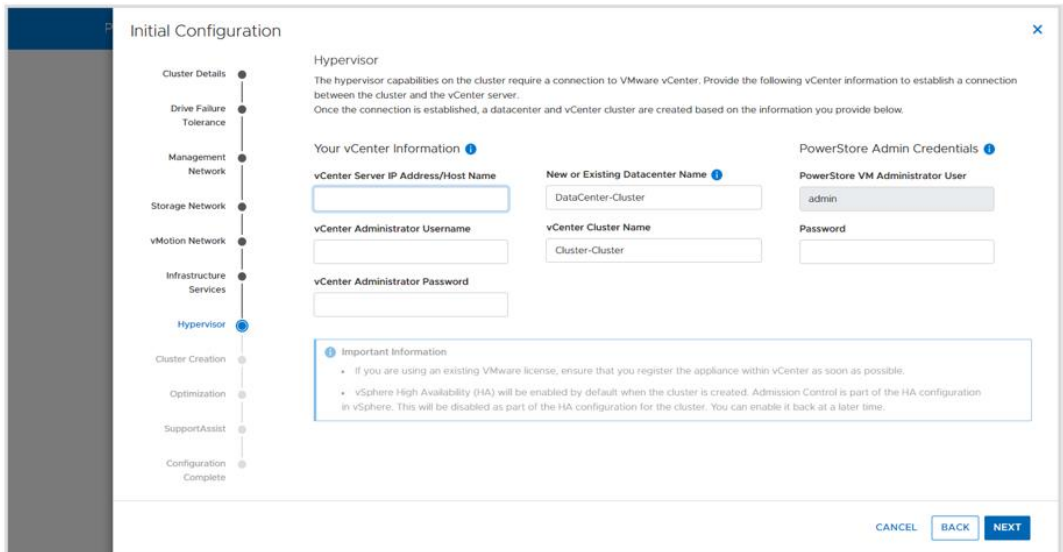 P
Initial Configuration
Cluster Details
Drive Failure
Tolerance
Management
Network
Storage Network
vMotion Network
Infrastructure
Services
Hypervisor
Cluster Creation
Optimization
SupportAssist
Configuration
Complete
Hypervisor
The hypervisor capabilities on the cluster require a connection to VMware vCenter. Provide the following vCenter information to establish a connection
between the cluster and the vCenter server.
Once the connection is established, a datacenter and vCenter cluster are created based on the information you provide below.
Your vCenter Information
vCenter Server IP Address/Host Name
vCenter Administrator Username
vCenter Administrator Password
New or Existing Datacenter Name
DataCenter-Cluster
vCenter Cluster Name
Cluster-Cluster
PowerStore Admin Credentials
PowerStore VM Administrator User
admin
Password
Important Information
• If you are using an existing VMware license, ensure that you register the appliance within vCenter as soon as possible.
• vSphere High Availability (HA) will be enabled by default when the cluster is created. Admission Control is part of the HA configuration
in vSphere. This will be disabled as part of the HA configuration for the cluster. You can enable it back at a later time.
CANCEL
BACK
NEXT